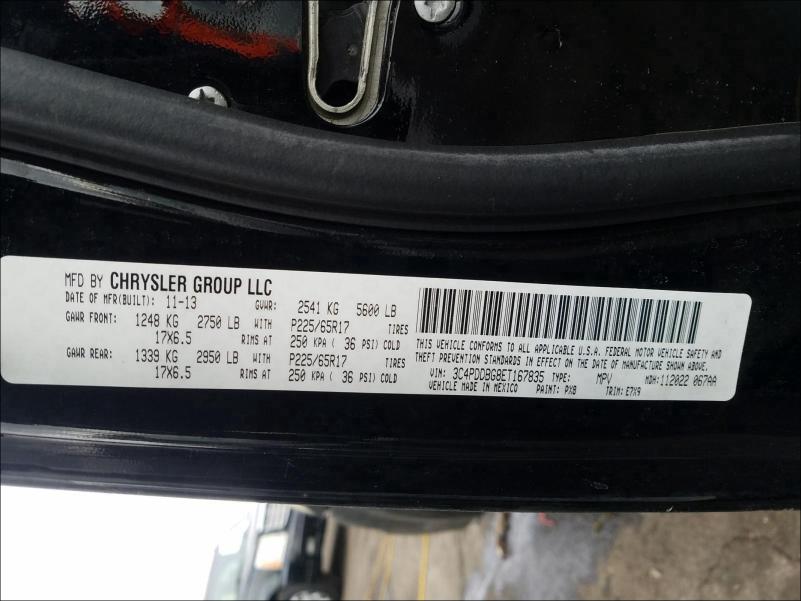 MFD BY CHRYSLER GROUP LLC
DATE OF MFR(BUILT): 11-13 GVWR: 2541 KG 5600 LB
GAWR FRONT: 1248 KG 2750 LB WITH P225/65R17 TIRES
17X6.5 RIMS AT 250 KPA ( 36 PSI) COLD
GAWR REAR: 1339 KG 2950 LB WITH P225/65R17 TIRES
17X6.5 RIMS AT 250 KPA ( 36 PSI) COLD
THIS VEHICLE CONFORMS TO ALL APPLICABLE U.S.A. FEDERAL MOTOR VEHICLE SAFETY AND
THEFT PREVENTION STANDARDS IN EFFECT ON THE DATE OF MANUFACTURE SHOWN ABOVE.
VIN: 3C4PDDBG8ET167835 TYPE: MPV MDH: 112022 067AA
VEHICLE MADE IN MEXICO PAINT: PX8 TRIM: E7X9